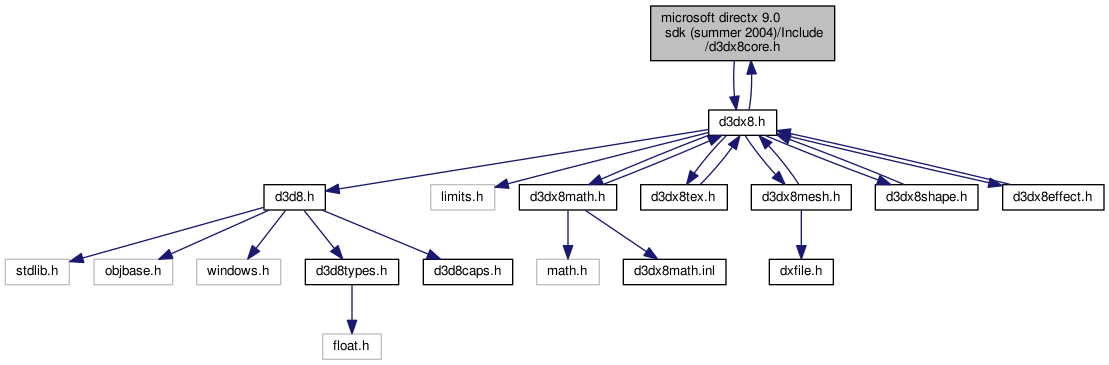 microsoft directx 9.0
sdk (summer 2004)/Include
/d3dx8core.h
d3dx8.h
d3d8.h
limits.h
d3dx8math.h
d3dx8tex.h
d3dx8mesh.h
d3dx8shape.h
d3dx8effect.h
stdlib.h
objbase.h
windows.h
d3d8types.h
d3d8caps.h
math.h
d3dx8math.inl
dxfile.h
float.h